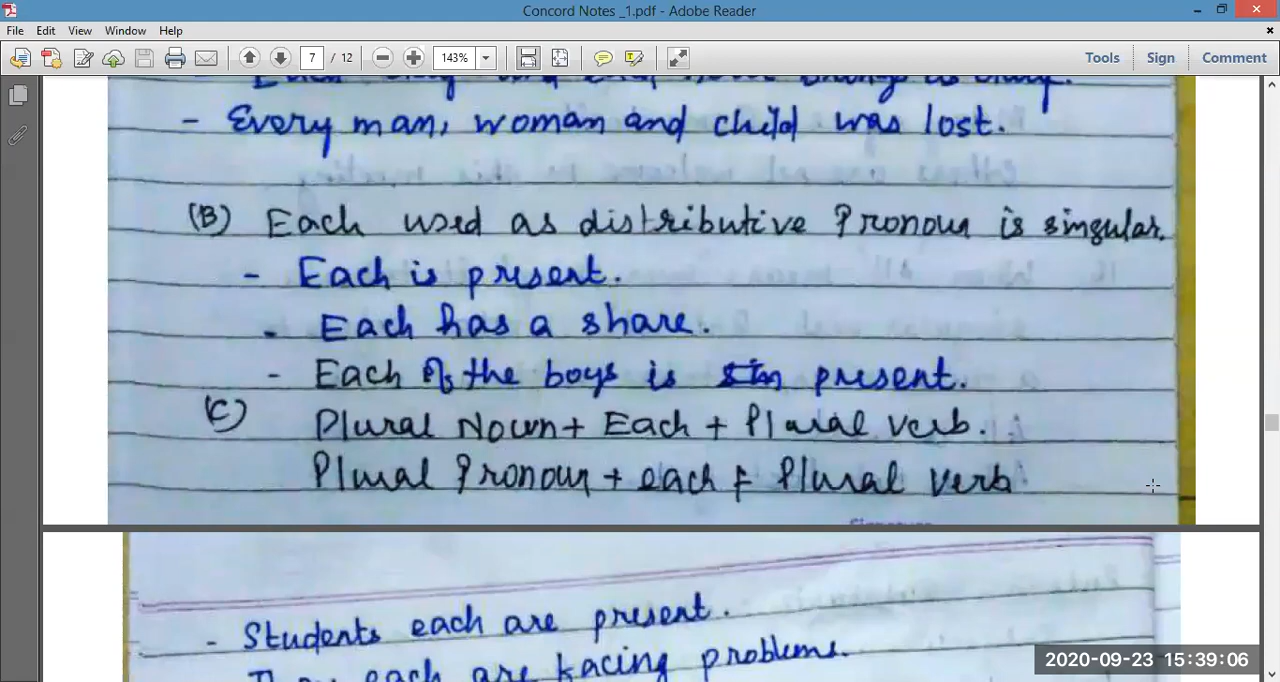 Concord Notes _1.pdf - Adobe Reader
File Edit View Window Help
7 / 12 143% Tools Sign Comment
- Every man, woman and child was lost.
(B) Each used as distributive Pronoun is singular.
- Each is present.
- Each has a share.
- Each of the boys is present.
(C) Plural Noun + Each + Plural verb.
Plural Pronoun + each + Plural Verb
- Students each are present.
each are facing problems.
2020-09-23 15:39:06